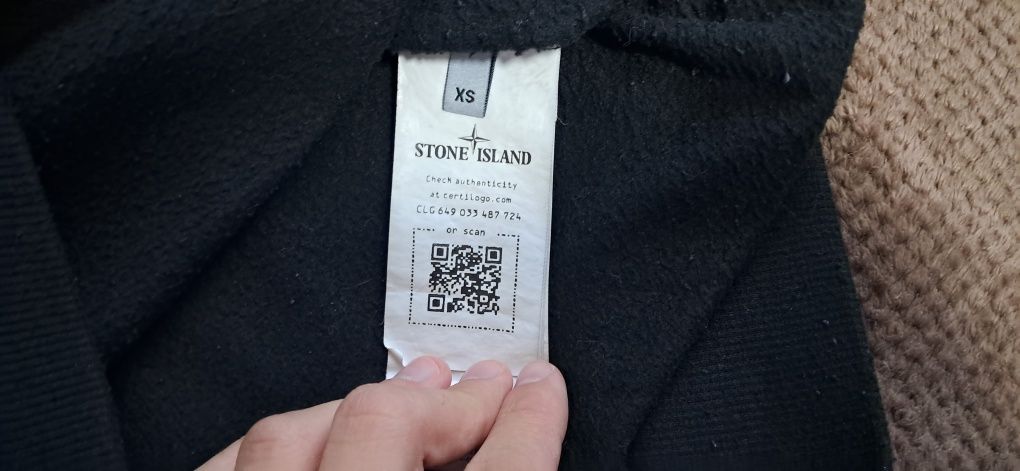 XS
STONE ISLAND
Check authenticity
at certilogo.com
CLG 649 033 487 724
or scan